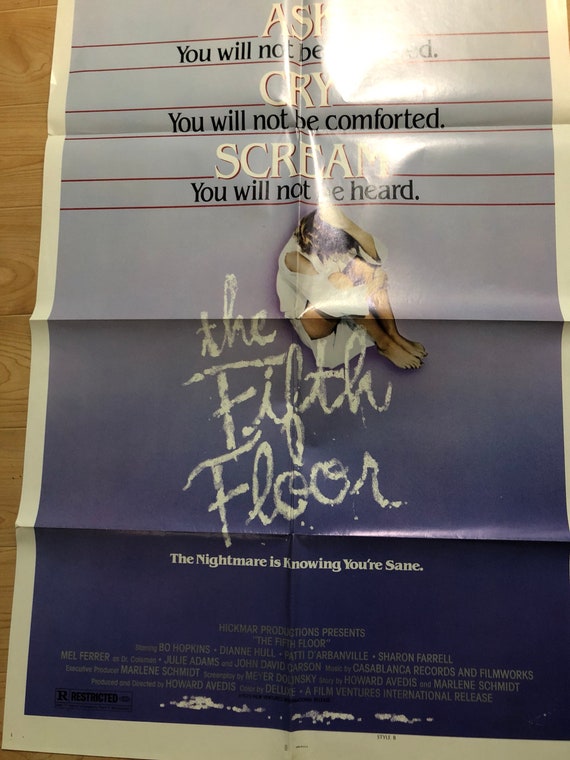 ASK
You will not be
CRY
You will not be comforted.
SCREAM
You will not be heard.
the
Fifth
Floor
The Nightmare is Knowing You're Sane.
HICKMAR PRODUCTIONS PRESENTS
"THE FIFTH FLOOR"
Starring BO HOPKINS • DIANNE HULL • PATTI D'ARBANVILLE • SHARON FARRELL
MEL FERRER as Dr. Coleman • JULIE ADAMS and JOHN DAVID CARSON Music by CASABLANCA RECORDS AND FILMWORKS
Executive Producer MARLENE SCHMIDT Screenplay by MEYER DOLINSKY Story by HOWARD AVEDIS and MARLENE SCHMIDT
Produced and Directed by HOWARD AVEDIS Color by DELUXE • A FILM VENTURES INTERNATIONAL RELEASE
R RESTRICTED
STYLE B